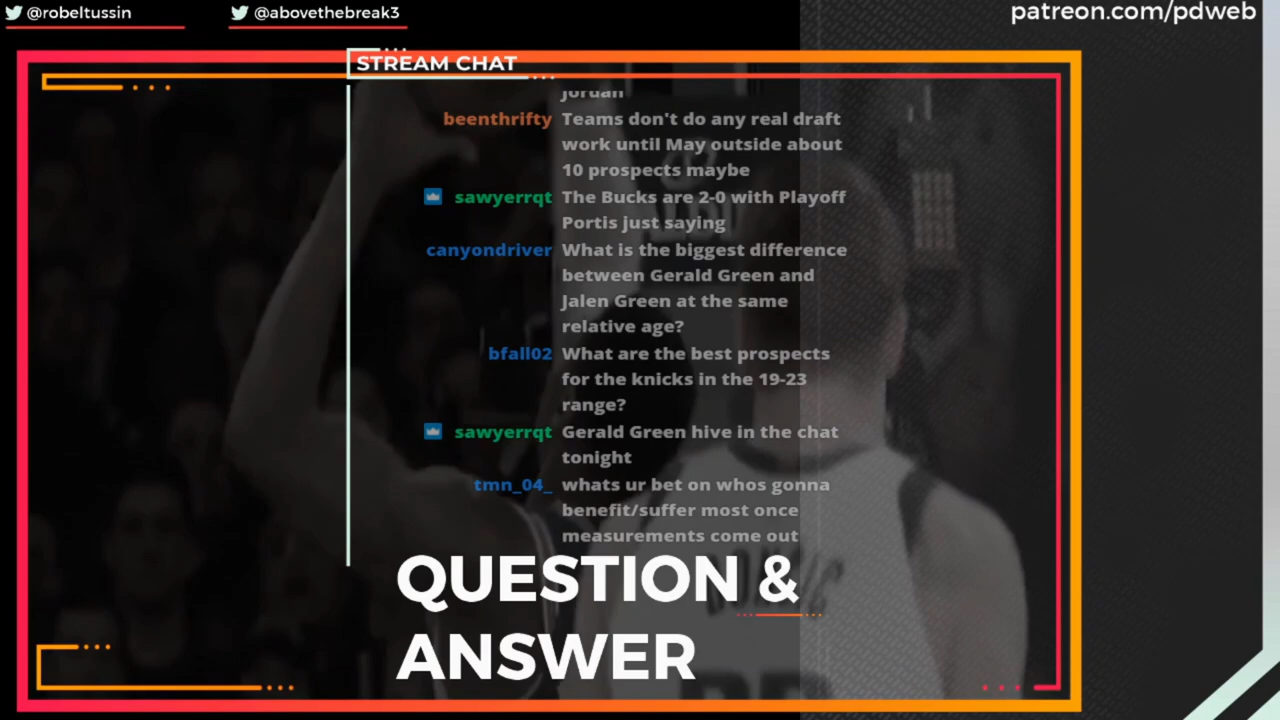 @robeltussin
@abovethebreak3
patreon.com/pdweb
STREAM CHAT
jordan
beenthrifty Teams don't do any real draft
work until May outside about
10 prospects maybe
sawyerrqt The Bucks are 2-0 with Playoff
Portis just saying
canyondriver What is the biggest difference
between Gerald Green and
Jalen Green at the same
relative age?
bfall02 What are the best prospects
for the knicks in the 19-23
range?
sawyerrqt Gerald Green hive in the chat
tonight
tmn_04_ whats ur bet on whos gonna
benefit/suffer most once
measurements come out
QUESTION &
ANSWER